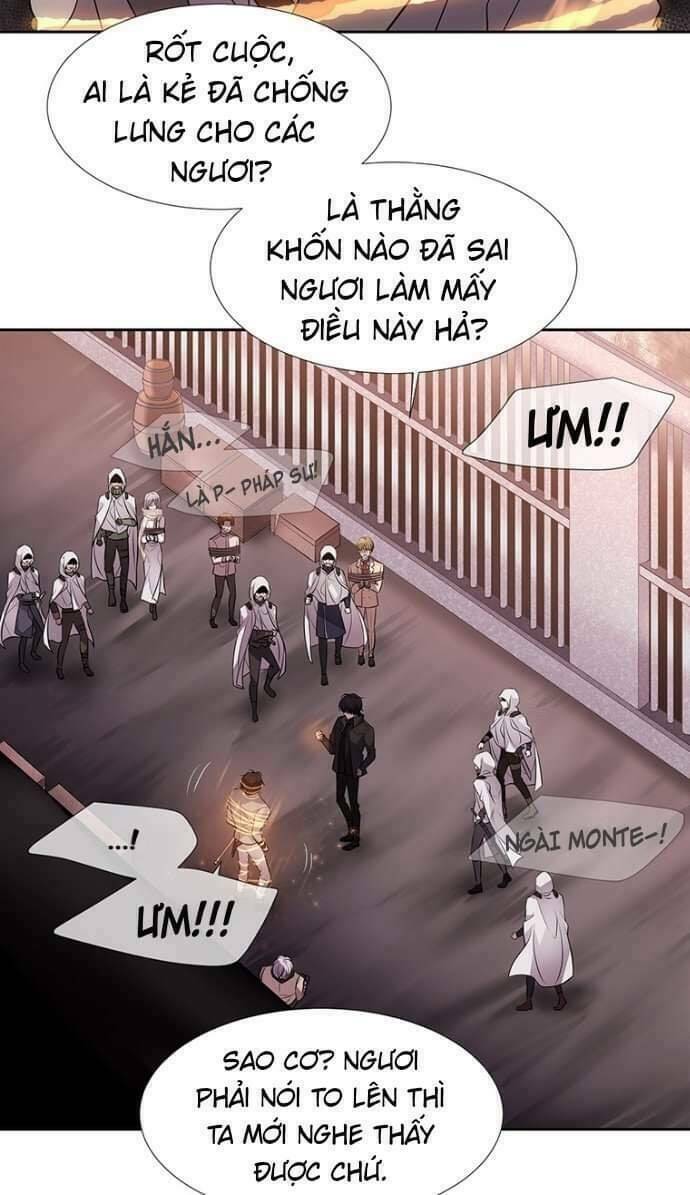 RỐT CUỘC,
AI LÀ KẺ ĐÃ CHỐNG
LƯNG CHO CÁC
NGƯƠI?
LÀ THẰNG
KHỐN NÀO ĐÃ SAI
NGƯƠI LÀM MẤY
ĐIỀU NÀY HẢ?
ƯM!!
HẮN...
LÀ P- PHÁP SƯ!
NGÀI MONTE-!
...!
ƯM!!!
SAO CƠ? NGƯƠI
PHẢI NÓI TO LÊN THÌ
TA MỚI NGHE THẤY
ĐƯỢC CHỨ.